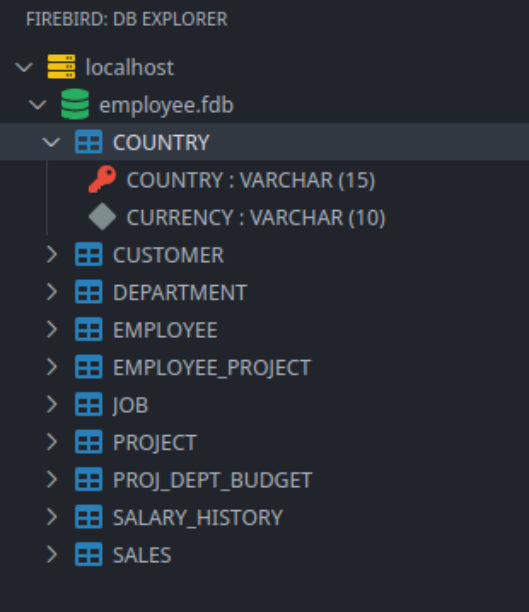 FIREBIRD: DB EXPLORER
localhost
employee.fdb
COUNTRY
COUNTRY : VARCHAR (15)
CURRENCY : VARCHAR (10)
CUSTOMER
DEPARTMENT
EMPLOYEE
EMPLOYEE_PROJECT
JOB
PROJECT
PROJ_DEPT_BUDGET
SALARY_HISTORY
SALES